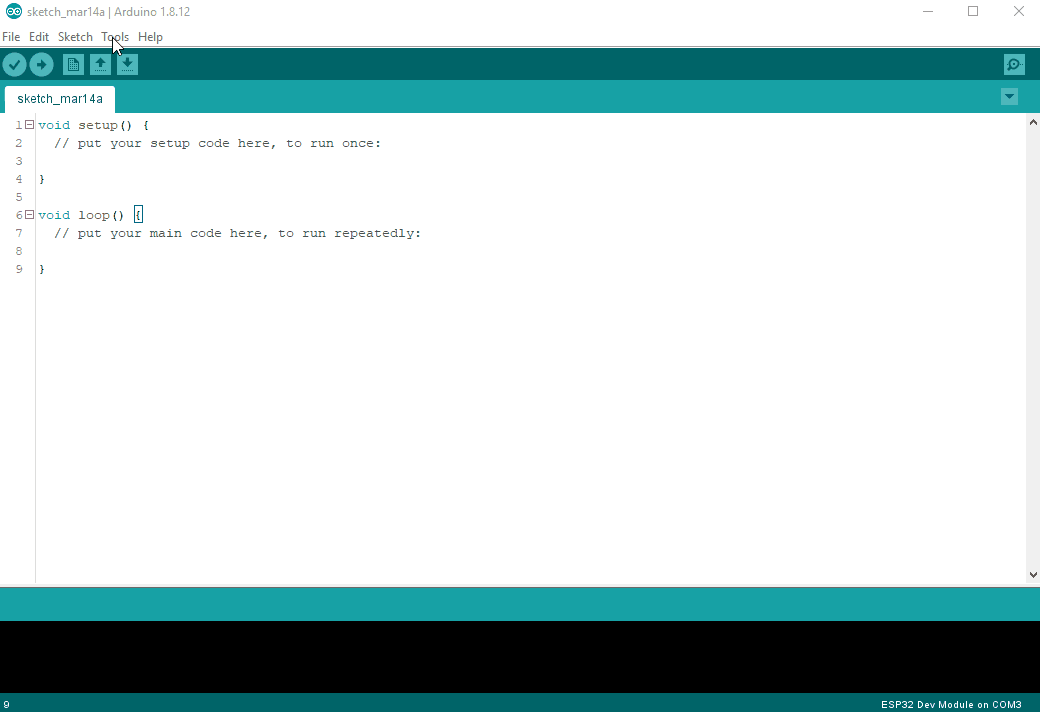 sketch_mar14a | Arduino 1.8.12
File Edit Sketch Tools Help
sketch_mar14a
1 void setup() {
2   // put your setup code here, to run once:
3
4 }
5
6 void loop() {
7   // put your main code here, to run repeatedly:
8
9 }
9
ESP32 Dev Module on COM3